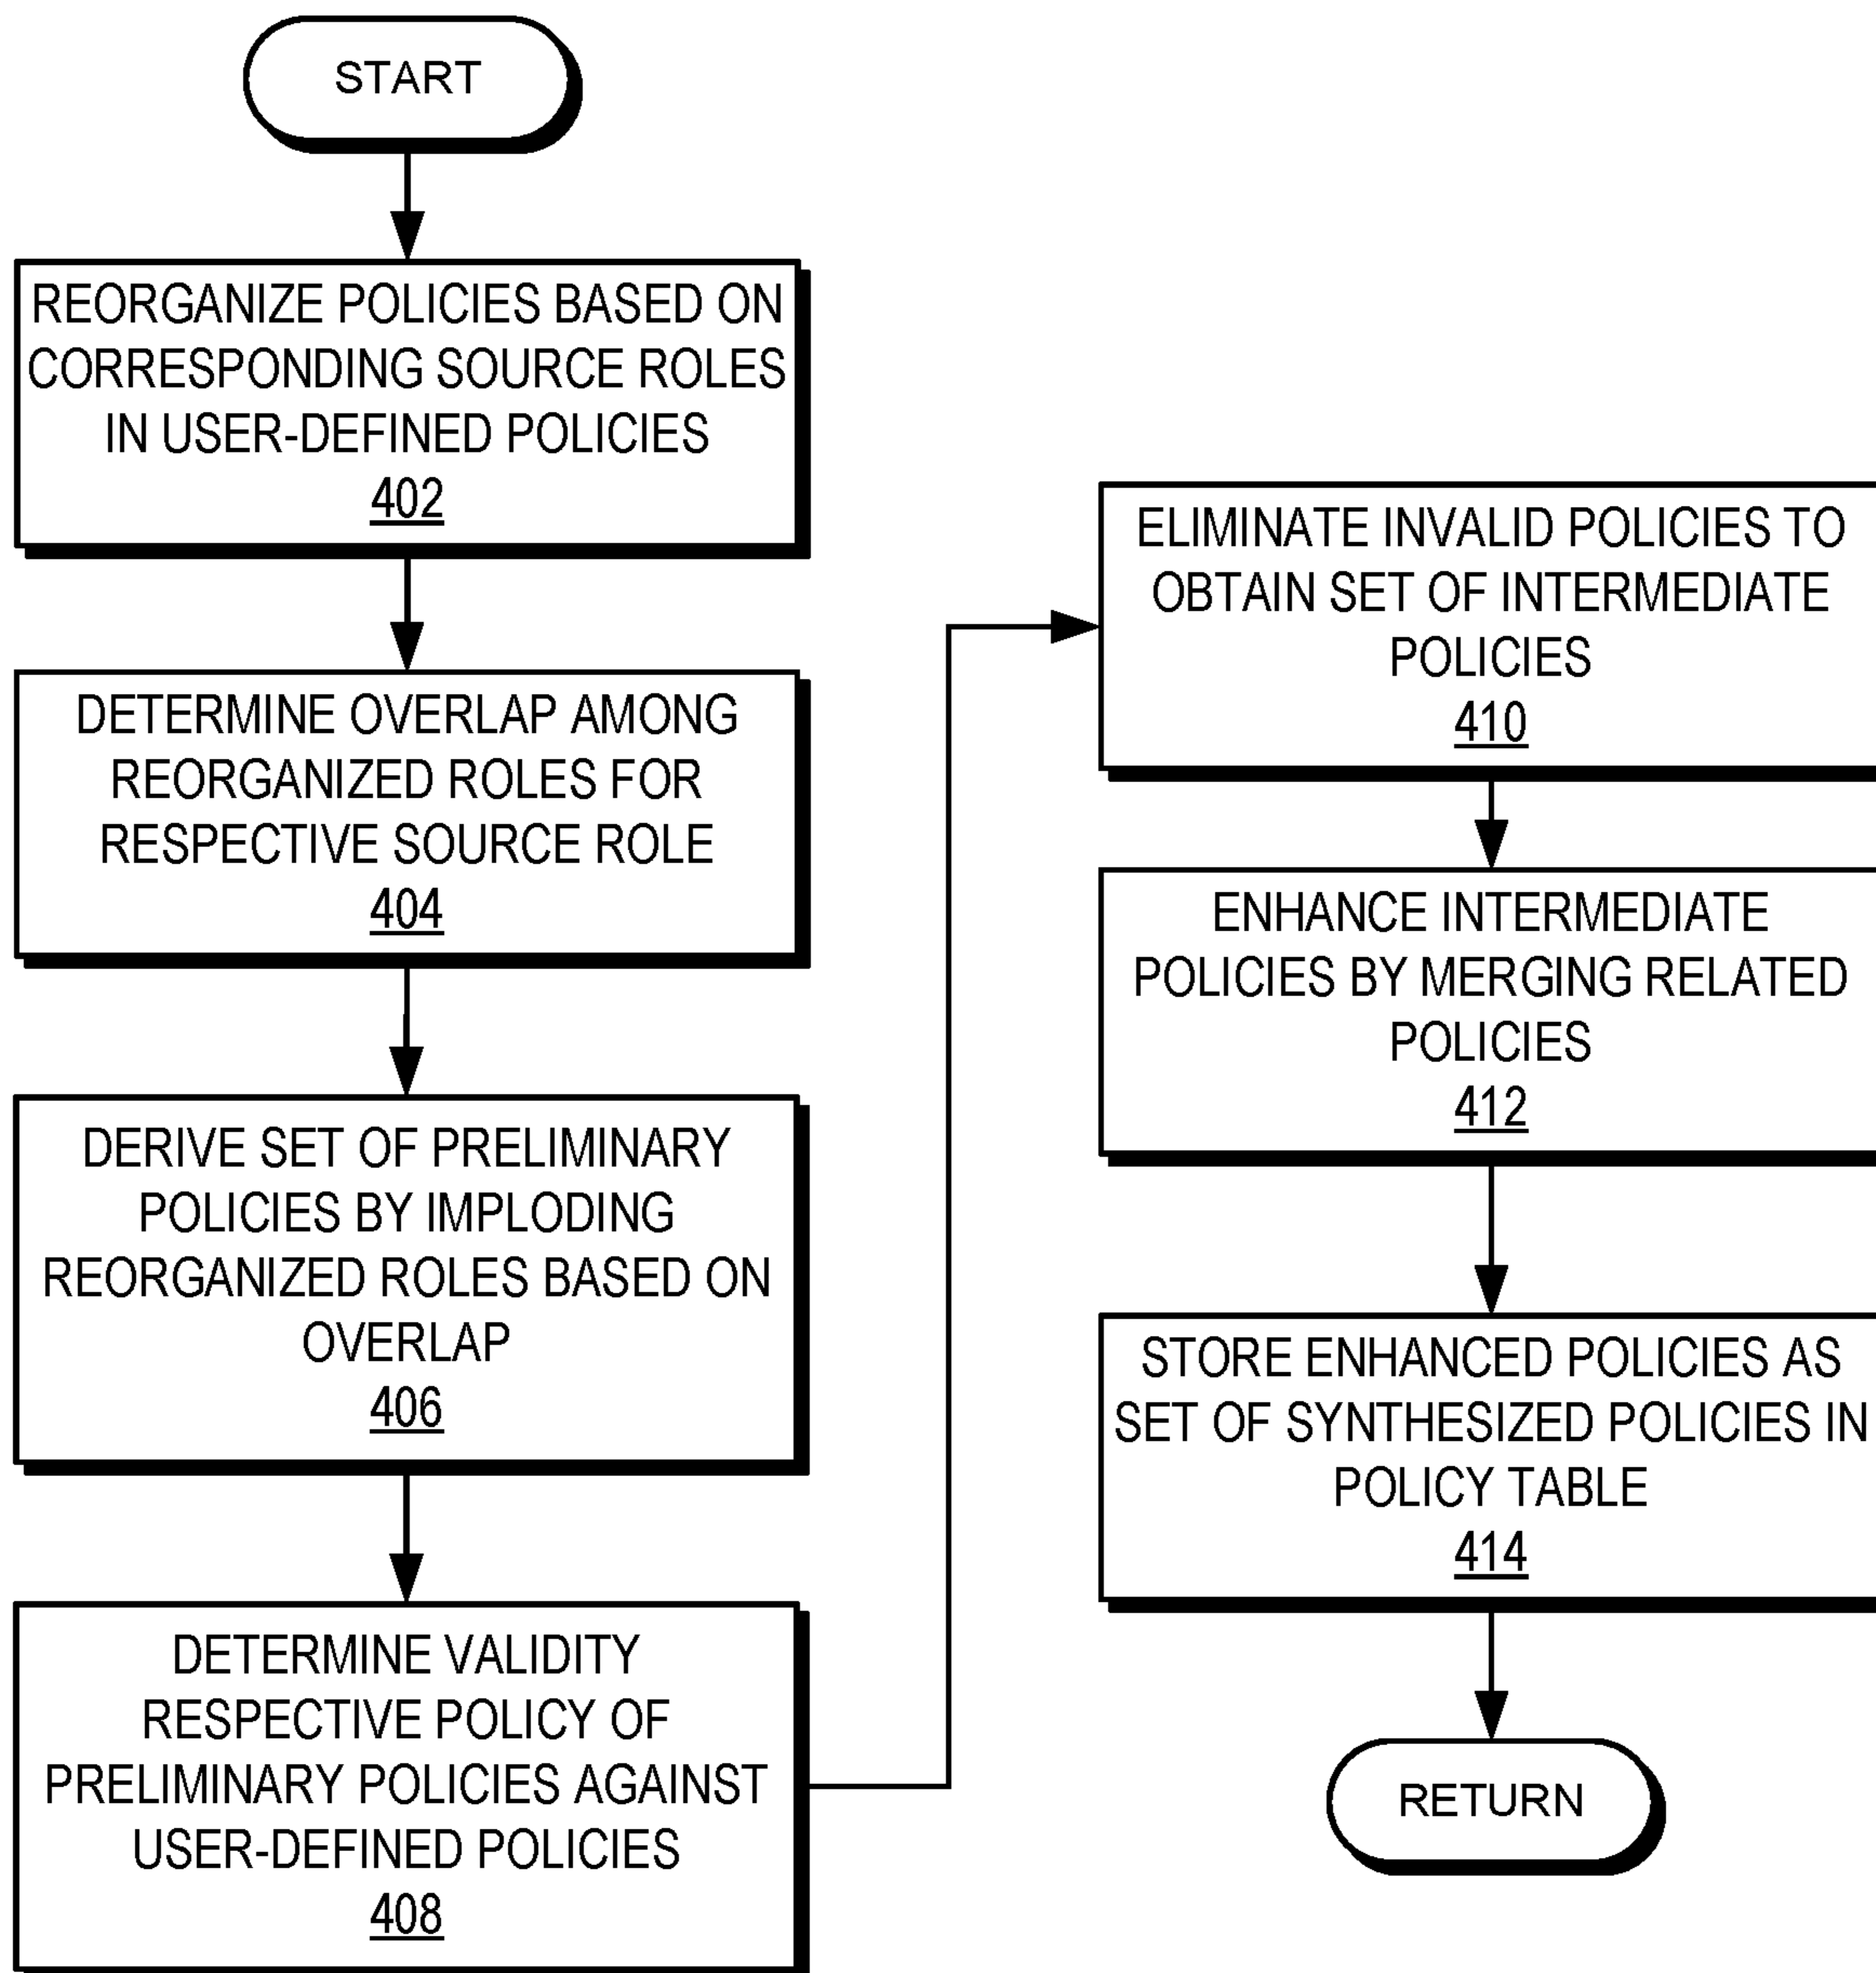 START
REORGANIZE POLICIES BASED ON
CORRESPONDING SOURCE ROLES
IN USER-DEFINED POLICIES
402
DETERMINE OVERLAP AMONG
REORGANIZED ROLES FOR
RESPECTIVE SOURCE ROLE
404
DERIVE SET OF PRELIMINARY
POLICIES BY IMPLODING
REORGANIZED ROLES BASED ON
OVERLAP
406
DETERMINE VALIDITY
RESPECTIVE POLICY OF
PRELIMINARY POLICIES AGAINST
USER-DEFINED POLICIES
408
ELIMINATE INVALID POLICIES TO
OBTAIN SET OF INTERMEDIATE
POLICIES
410
ENHANCE INTERMEDIATE
POLICIES BY MERGING RELATED
POLICIES
412
STORE ENHANCED POLICIES AS
SET OF SYNTHESIZED POLICIES IN
POLICY TABLE
414
RETURN